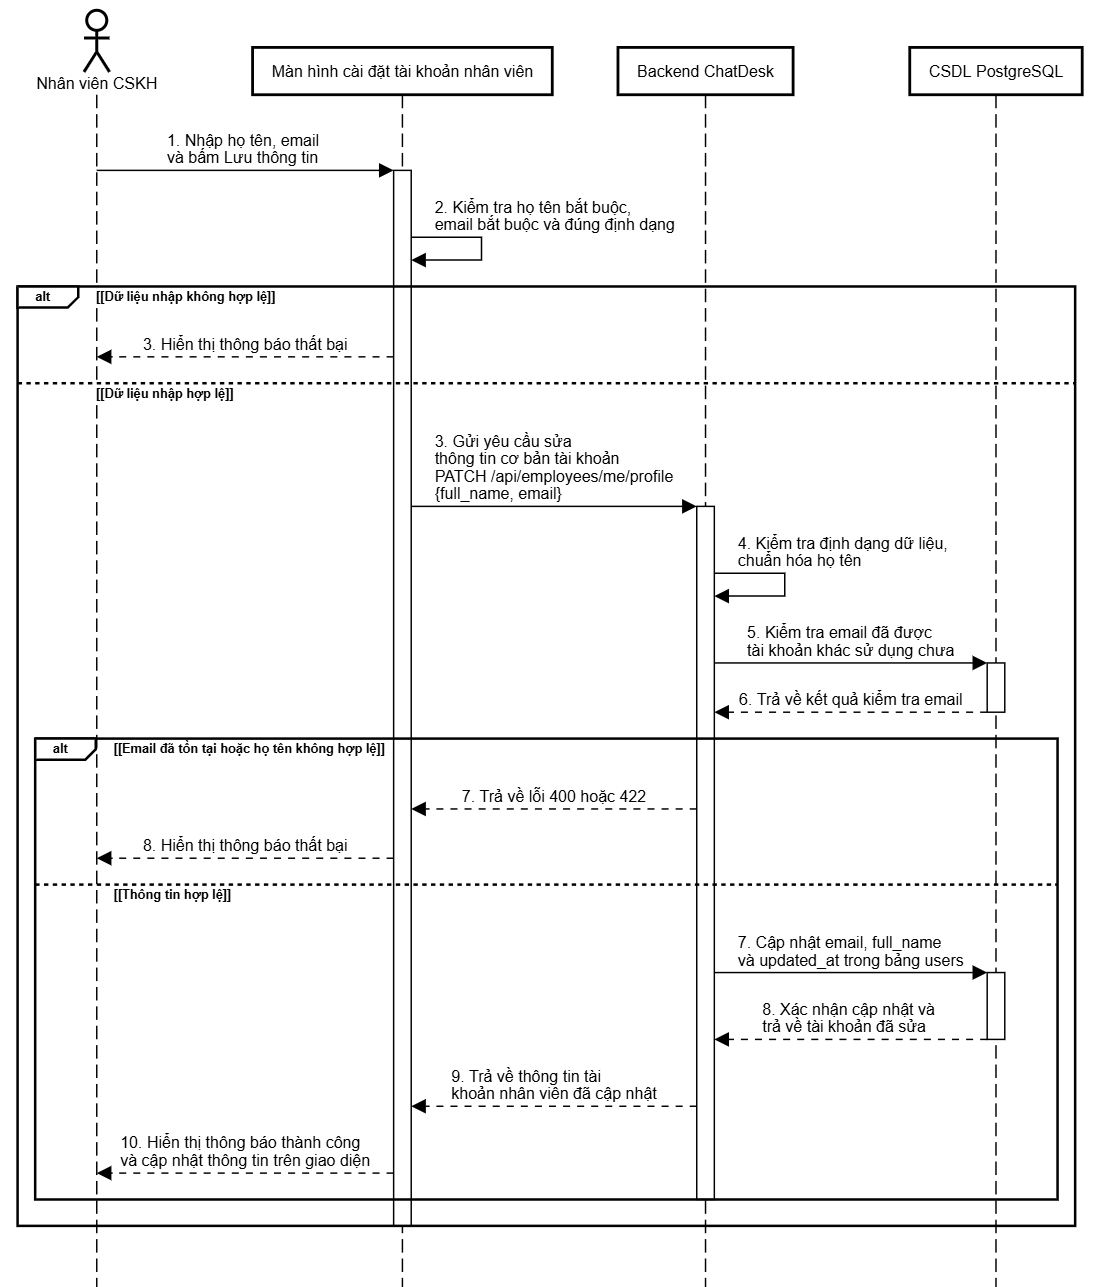 Nhân viên CSKH
Màn hình cài đặt tài khoản nhân viên
Backend ChatDesk
CSDL PostgreSQL
1. Nhập họ tên, email
và bấm Lưu thông tin
2. Kiểm tra họ tên bắt buộc,
email bắt buộc và đúng định dạng
alt
[[Dữ liệu nhập không hợp lệ]]
3. Hiển thị thông báo thất bại
[[Dữ liệu nhập hợp lệ]]
3. Gửi yêu cầu sửa
thông tin cơ bản tài khoản
PATCH /api/employees/me/profile
{full_name, email}
4. Kiểm tra định dạng dữ liệu,
chuẩn hóa họ tên
5. Kiểm tra email đã được
tài khoản khác sử dụng chưa
6. Trả về kết quả kiểm tra email
alt
[[Email đã tồn tại hoặc họ tên không hợp lệ]]
7. Trả về lỗi 400 hoặc 422
8. Hiển thị thông báo thất bại
[[Thông tin hợp lệ]]
7. Cập nhật email, full_name
và updated_at trong bảng users
8. Xác nhận cập nhật và
trả về tài khoản đã sửa
9. Trả về thông tin tài
khoản nhân viên đã cập nhật
10. Hiển thị thông báo thành công
và cập nhật thông tin trên giao diện